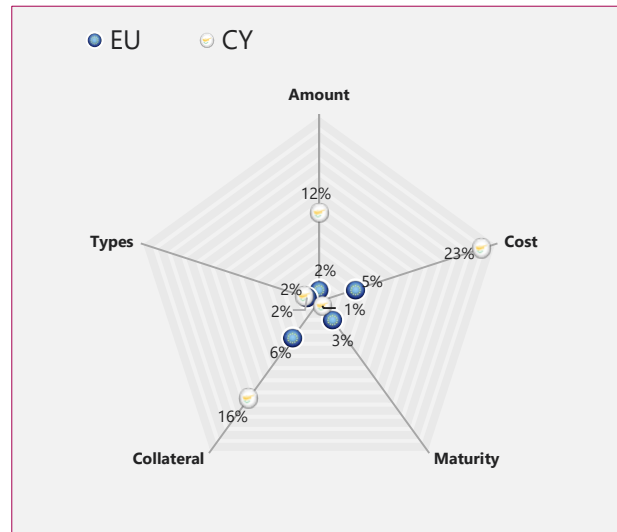 EU CY
Amount
12%
Types
Cost
23%
2%
5%
2%
2%
1%
3%
6%
16%
Collateral
Maturity